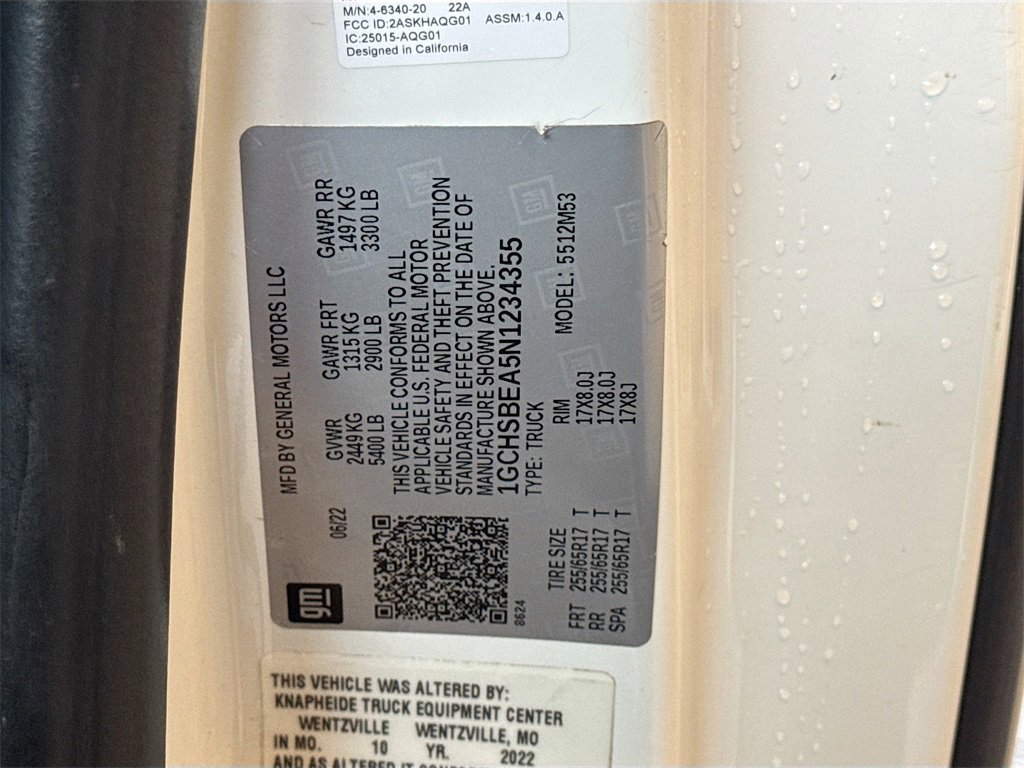 M/N:4-6340-20 22A
FCC ID:2ASKHAQG01 ASSM:1.4.0.A
IC:25015-AQG01
Designed in California
gm
06/22
MFD BY GENERAL MOTORS LLC
GVWR GAWR FRT GAWR RR
2449 KG 1315 KG 1497 KG
5400 LB 2900 LB 3300 LB
THIS VEHICLE CONFORMS TO ALL
APPLICABLE U.S. FEDERAL MOTOR
VEHICLE SAFETY AND THEFT PREVENTION
STANDARDS IN EFFECT ON THE DATE OF
MANUFACTURE SHOWN ABOVE.
1GCHSBEA5N1234355
8624
TYPE: TRUCK MODEL: 5512M53
TIRE SIZE RIM
FRT 255/65R17 T 17X8.0J
RR 255/65R17 T 17X8.0J
SPA 255/65R17 T 17X8J
THIS VEHICLE WAS ALTERED BY:
KNAPHEIDE TRUCK EQUIPMENT CENTER
WENTZVILLE WENTZVILLE, MO
IN MO. 10 YR. 2022
AND AS ALTERED IT